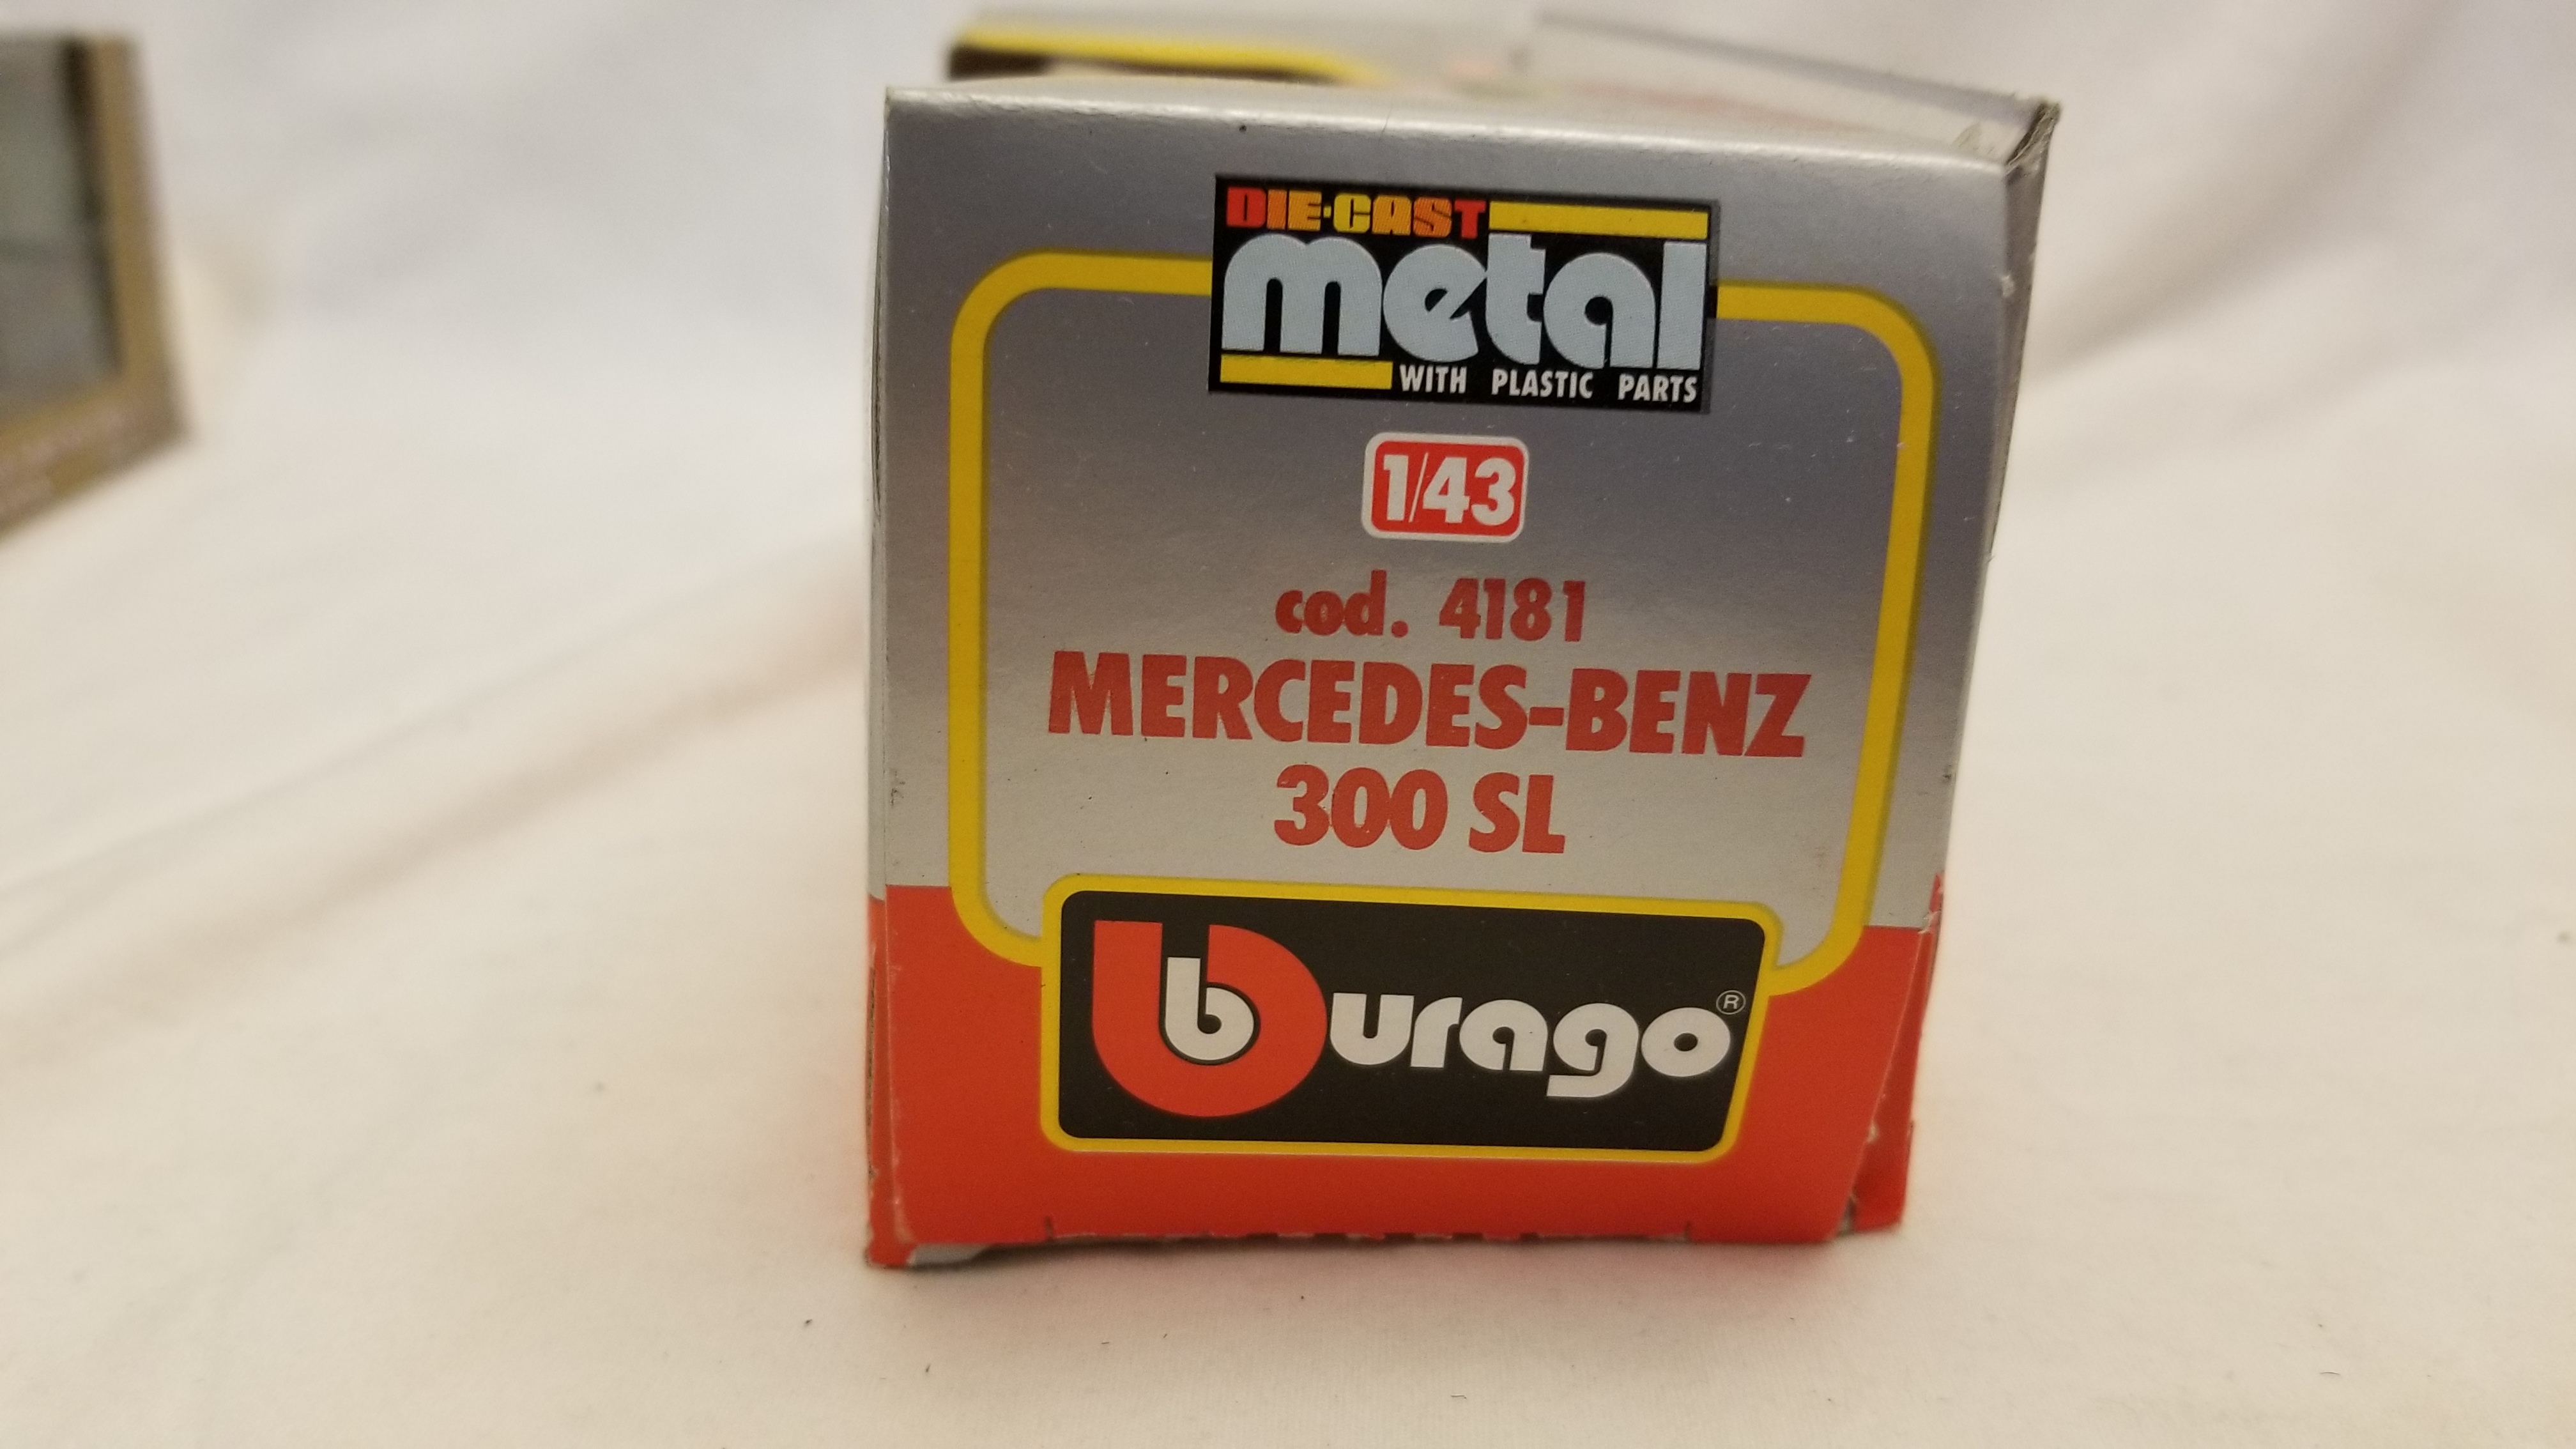 DIE-CAST
metal
WITH PLASTIC PARTS
1/43
cod. 4181
MERCEDES-BENZ
300 SL
burago®